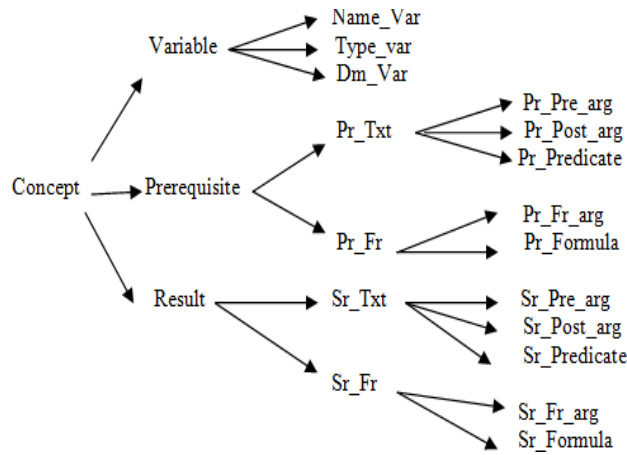 Name_Var
Variable
Type_var
Dm_Var
Pr_Pre_arg
Pr_Txt
Pr_Post_arg
Pr_Predicate
Concept
Prerequisite
Pr_Fr_arg
Pr_Fr
Pr_Formula
Result
Sr_Txt
Sr_Pre_arg
Sr_Post_arg
Sr_Predicate
Sr_Fr
Sr_Fr_arg
Sr_Formula